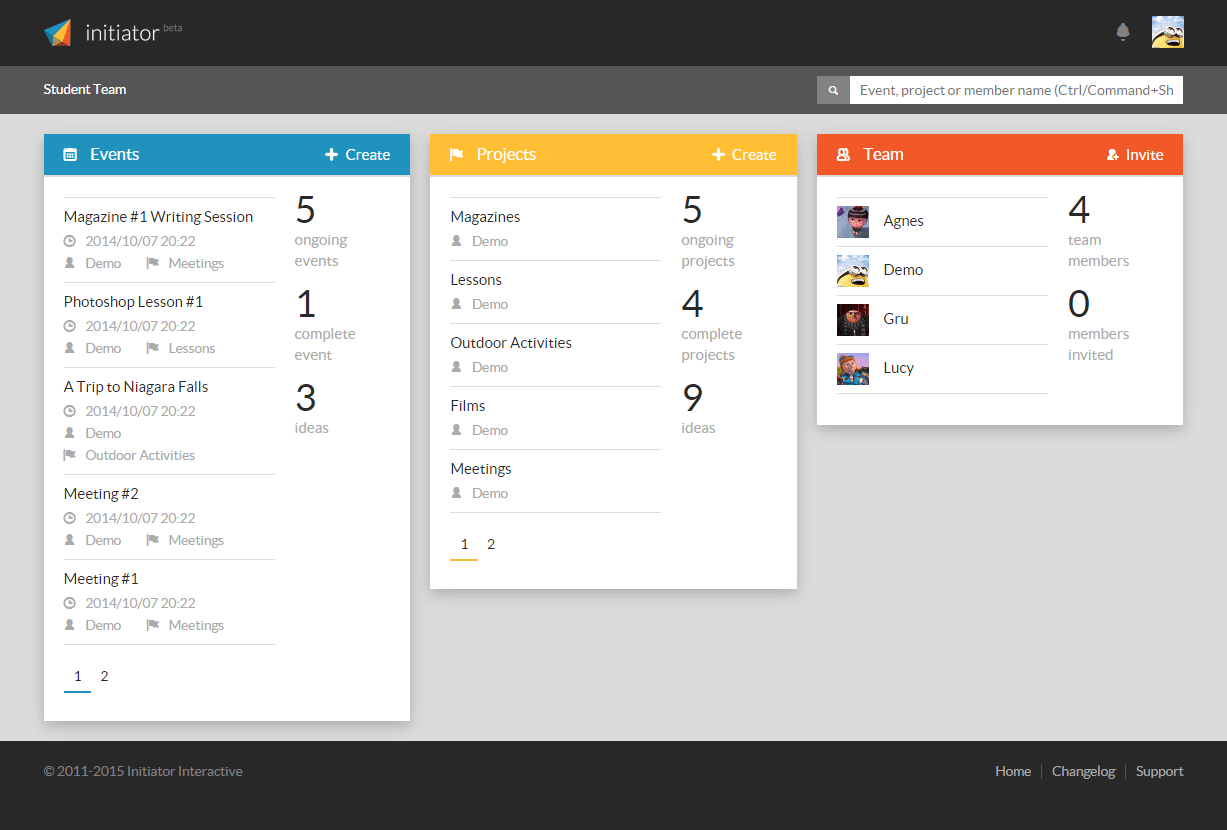 initiator beta
Student Team
Event, project or member name (Ctrl/Command+Sh
Events
Create
Magazine #1 Writing Session
2014/10/07 20:22
Demo Meetings
Photoshop Lesson #1
2014/10/07 20:22
Demo Lessons
A Trip to Niagara Falls
2014/10/07 20:22
Demo
Outdoor Activities
Meeting #2
2014/10/07 20:22
Demo Meetings
Meeting #1
2014/10/07 20:22
Demo Meetings
1 2
5
ongoing
events
1
complete
event
3
ideas
Projects
Create
Magazines
Demo
Lessons
Demo
Outdoor Activities
Demo
Films
Demo
Meetings
Demo
1 2
5
ongoing
projects
4
complete
projects
9
ideas
Team
Invite
Agnes
Demo
Gru
Lucy
4
team
members
0
members
invited
© 2011-2015 Initiator Interactive
Home Changelog Support